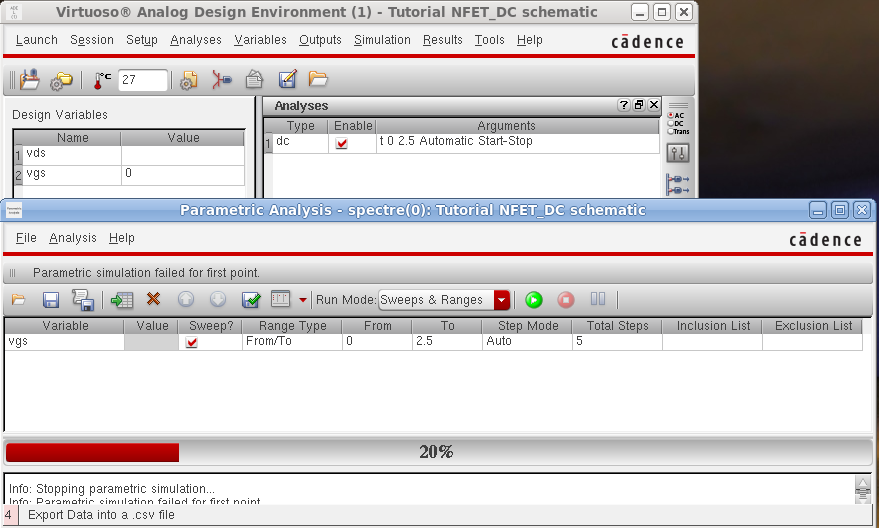 Virtuoso® Analog Design Environment (1) - Tutorial NFET_DC schematic
Launch Session Setup Analyses Variables Outputs Simulation Results Tools Help cādence
°C 27
Design Variables
Name Value
1 vds
2 vgs 0
Analyses
Type Enable Arguments
1 dc t 0 2.5 Automatic Start-Stop
AC
DC
Trans
Parametric Analysis - spectre(0): Tutorial NFET_DC schematic
File Analysis Help cādence
Parametric simulation failed for first point.
Run Mode: Sweeps & Ranges
Variable Value Sweep? Range Type From To Step Mode Total Steps Inclusion List Exclusion List
vgs From/To 0 2.5 Auto 5
20%
Info: Stopping parametric simulation...
Info: Parametric simulation failed for first point
4 Export Data into a .csv file